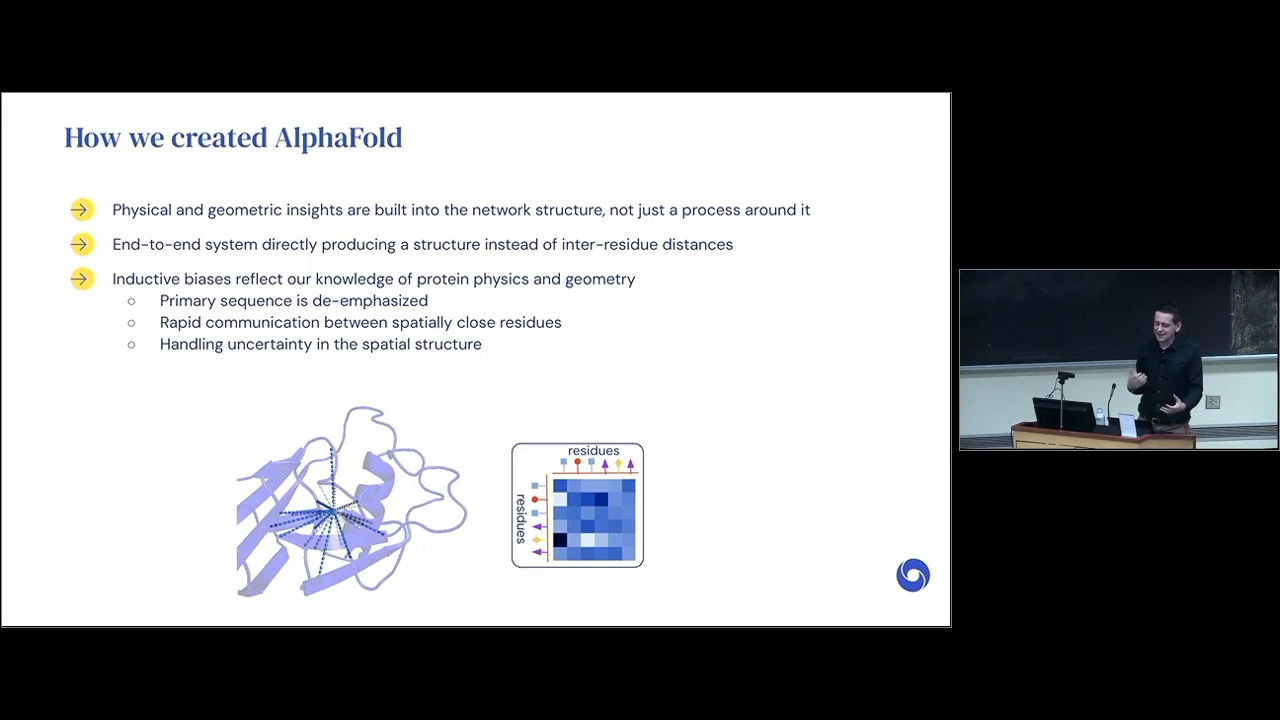 How we created AlphaFold
Physical and geometric insights are built into the network structure, not just a process around it
End-to-end system directly producing a structure instead of inter-residue distances
Inductive biases reflect our knowledge of protein physics and geometry
Primary sequence is de-emphasized
Rapid communication between spatially close residues
Handling uncertainty in the spatial structure
residues
residues